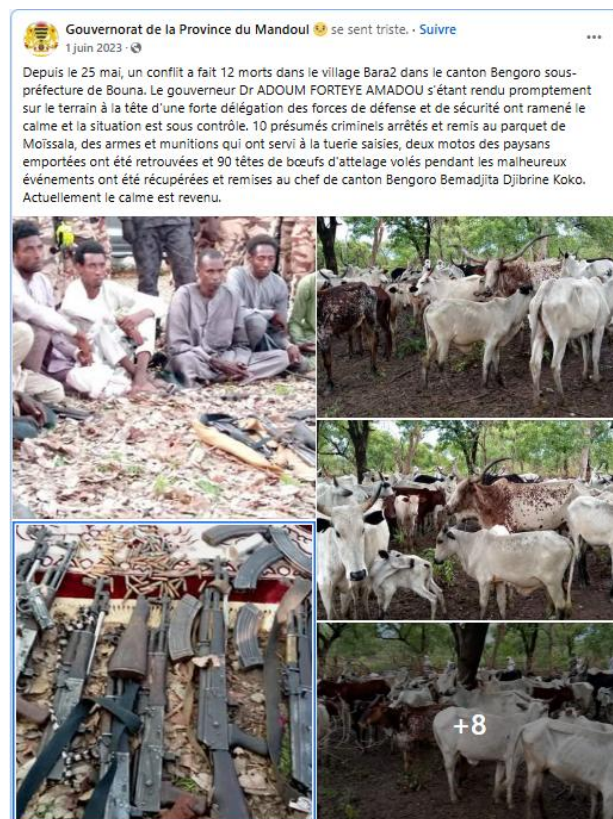 Gouvernorat de la Province du Mandoul 😟 se sent triste. · Suivre
1 juin 2023 ·
Depuis le 25 mai, un conflit a fait 12 morts dans le village Bara2 dans le canton Bengoro sous-
préfecture de Bouna. Le gouverneur Dr ADOUM FORTEYE AMADOU s’étant rendu promptement
sur le terrain à la tête d’une forte délégation des forces de défense et de sécurité ont ramené le
calme et la situation est sous contrôle. 10 présumés criminels arrêtés et remis au parquet de
Moïssala, des armes et munitions qui ont servi à la tuerie saisies, deux motos des paysans
emportées ont été retrouvées et 90 têtes de bœufs d’attelage volés pendant les malheureux
événements ont été récupérées et remises au chef de canton Bengoro Bemadjita Djibrine Koko.
Actuellement le calme est revenu.
+8